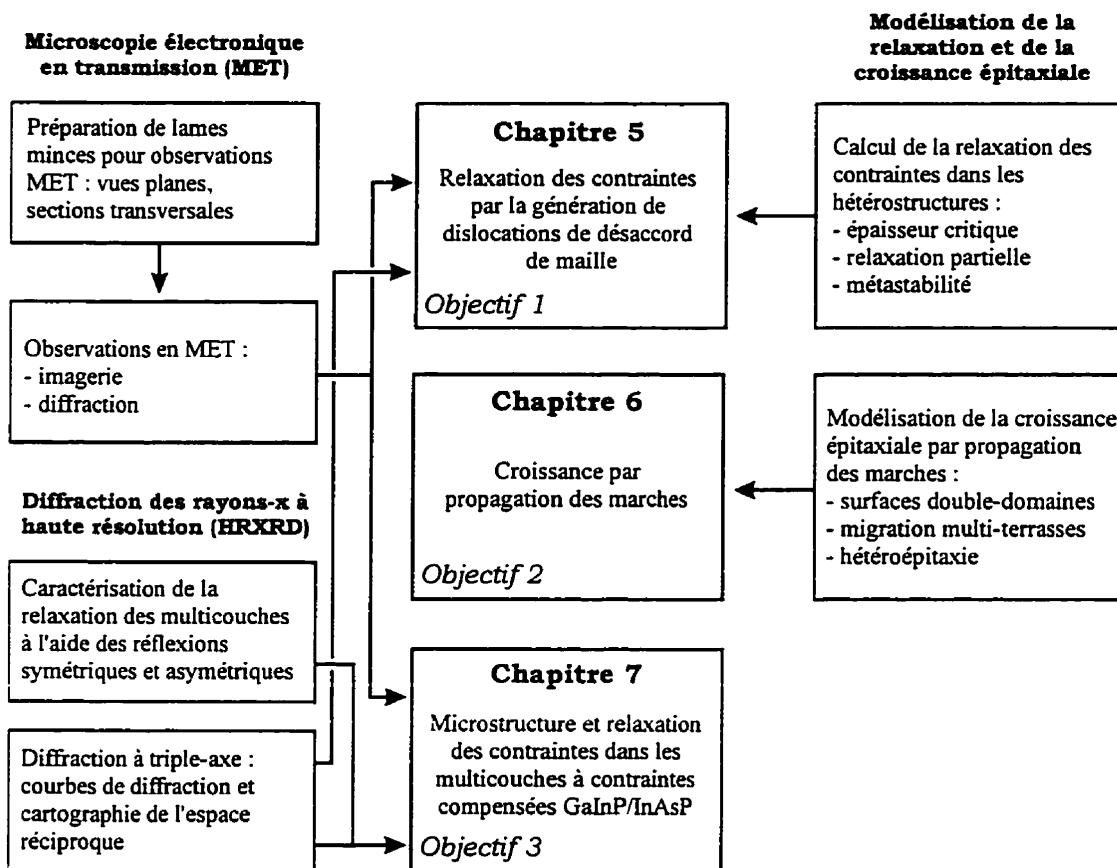 Microscopie électronique
en transmission (MET)
Préparation de lames
minces pour observations
MET : vues planes,
sections transversales
Observations en MET :
- imagerie
- diffraction
Diffraction des rayons-x à
haute résolution (HRXRD)
Caractérisation de la
relaxation des multicouches
à l'aide des réflexions
symétriques et asymétriques
Diffraction à triple-axe :
courbes de diffraction et
cartographie de l'espace
réciproque
Chapitre 5
Relaxation des contraintes
par la génération de
dislocations de désaccord
de maille
Objectif 1
Chapitre 6
Croissance par
propagation des marches
Objectif 2
Chapitre 7
Microstructure et relaxation
des contraintes dans les
multicouches à contraintes
compensées GaInP/InAsP
Objectif 3
Modélisation de la
relaxation et de la
croissance épitaxiale
Calcul de la relaxation des
contraintes dans les
hétérostructures :
- épaisseur critique
- relaxation partielle
- métastabilité
Modélisation de la croissance
épitaxiale par propagation
des marches :
- surfaces double-domaines
- migration multi-terrasses
- hétéroépitaxie